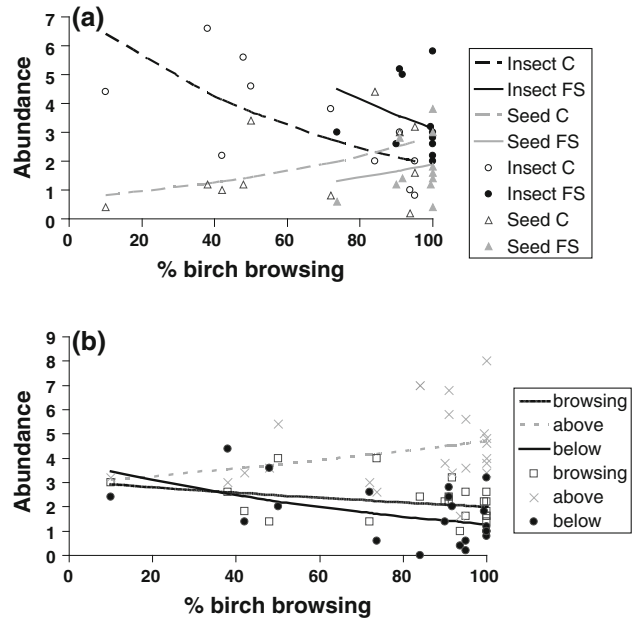 (a)
7
6
5
4
3
2
1
0
Abundance
0 20 40 60 80 100
% birch browsing
Insect C
Insect FS
Seed C
Seed FS
Insect C
Insect FS
Seed C
Seed FS
(b)
9
8
7
6
5
4
3
2
1
0
Abundance
0 20 40 60 80 100
% birch browsing
browsing
above
below
browsing
above
below